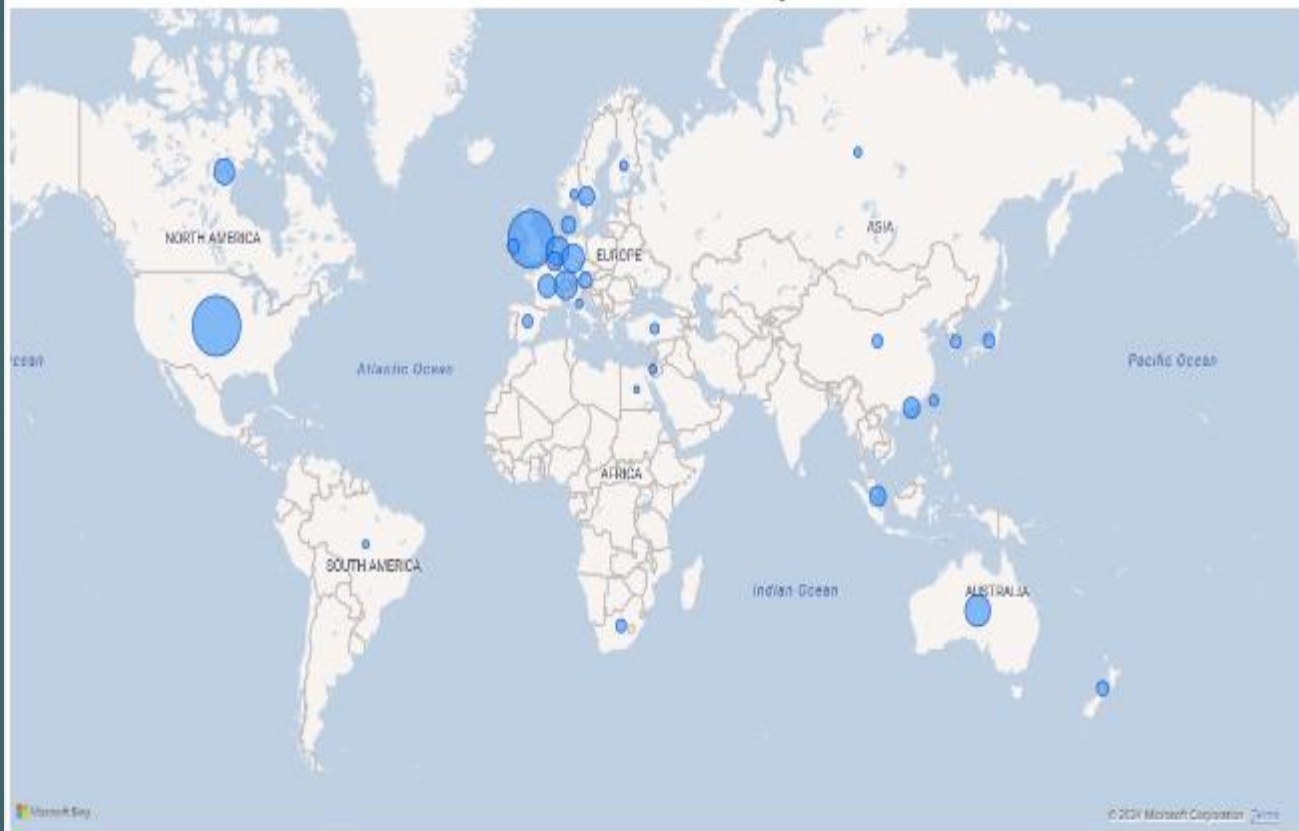 NORTH AMERICA
ASIA
EUROPE
Atlantic Ocean
Pacific Ocean
AFRICA
SOUTH AMERICA
Indian Ocean
AUSTRALIA
Microsoft Bing
© 2024 Microsoft Corporation Terms